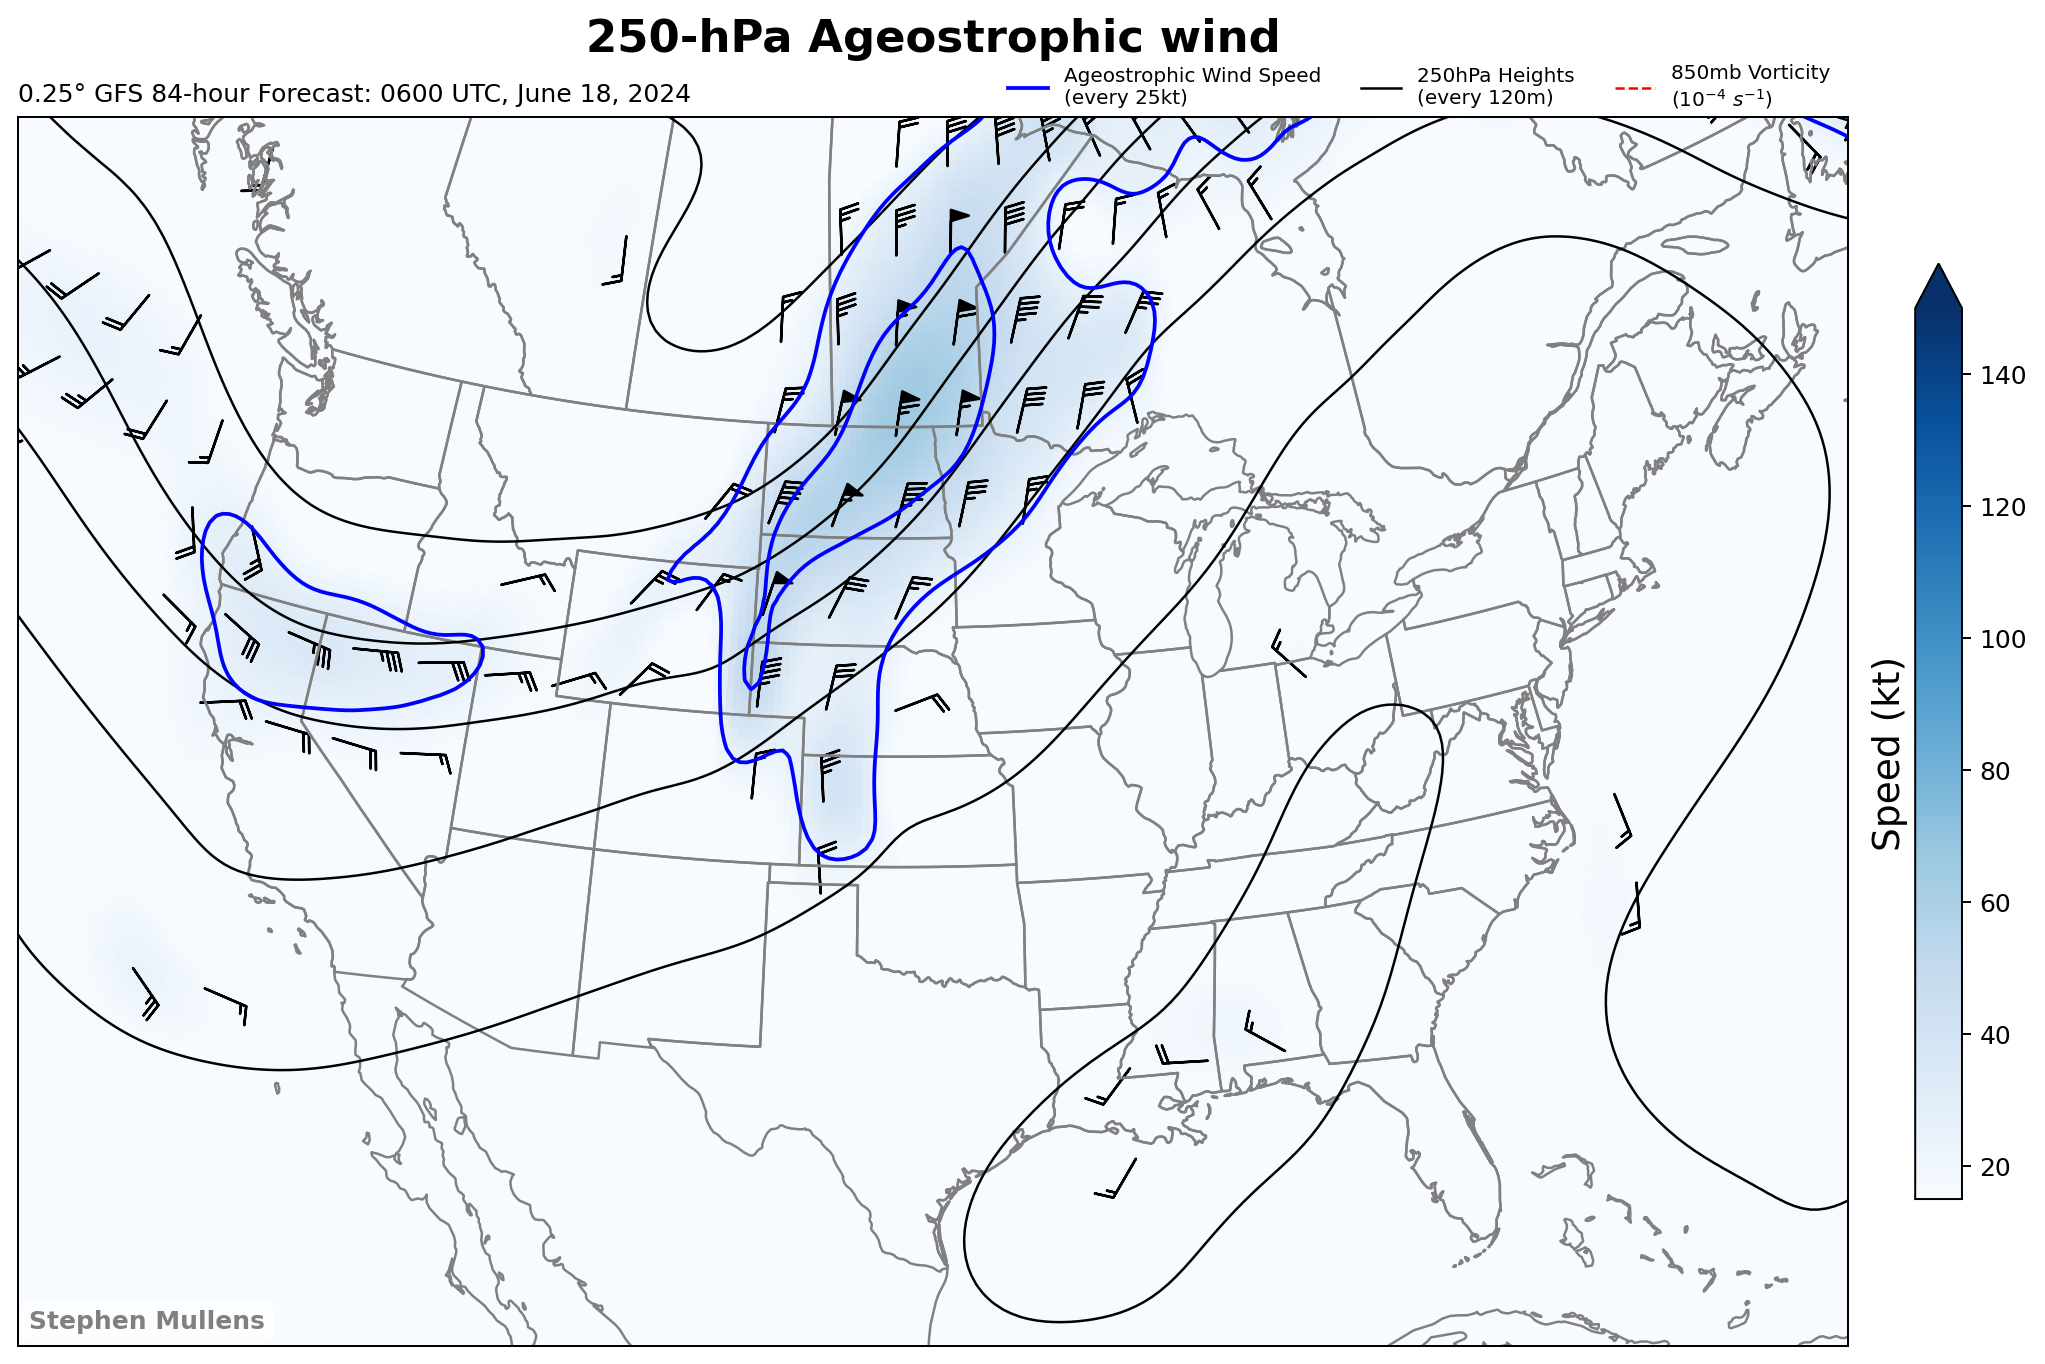 250-hPa Ageostrophic wind
0.25° GFS 84-hour Forecast: 0600 UTC, June 18, 2024
Ageostrophic Wind Speed
(every 25kt)
250hPa Heights
(every 120m)
850mb Vorticity
(10⁻⁴ s⁻¹)
140
120
100
80
60
40
20
Speed (kt)
Stephen Mullens